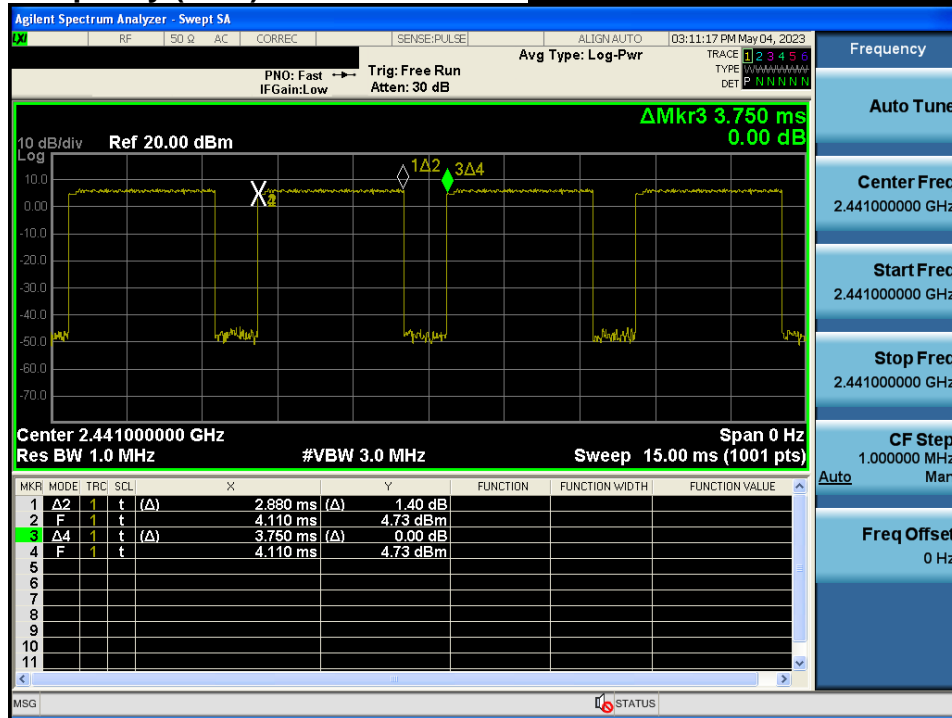 Agilent Spectrum Analyzer - Swept SA
LXI RF 50 Ω AC CORREC SENSE:PULSE ALIGN AUTO 03:11:17 PM May 04, 2023
Avg Type: Log-Pwr
TRACE 1 2 3 4 5 6
TYPE WWWWWW
DET P N N N N N
PNO: Fast
IFGain:Low
Trig: Free Run
Atten: 30 dB
ΔMkr3 3.750 ms
0.00 dB
10 dB/div Ref 20.00 dBm
Log
10.0
0.00
-10.0
-20.0
-30.0
-40.0
-50.0
-60.0
-70.0
1Δ2
3Δ4
Center 2.441000000 GHz Span 0 Hz
Res BW 1.0 MHz #VBW 3.0 MHz Sweep 15.00 ms (1001 pts)
MKR MODE TRC SCL X Y FUNCTION FUNCTION WIDTH FUNCTION VALUE
1 Δ2 1 t (Δ) 2.880 ms (Δ) 1.40 dB
2 F 1 t 4.110 ms 4.73 dBm
3 Δ4 1 t (Δ) 3.750 ms (Δ) 0.00 dB
4 F 1 t 4.110 ms 4.73 dBm
5
6
7
8
9
10
11
MSG STATUS
Frequency
Auto Tune
Center Freq
2.441000000 GHz
Start Freq
2.441000000 GHz
Stop Freq
2.441000000 GHz
CF Step
1.000000 MHz
Auto Man
Freq Offset
0 Hz